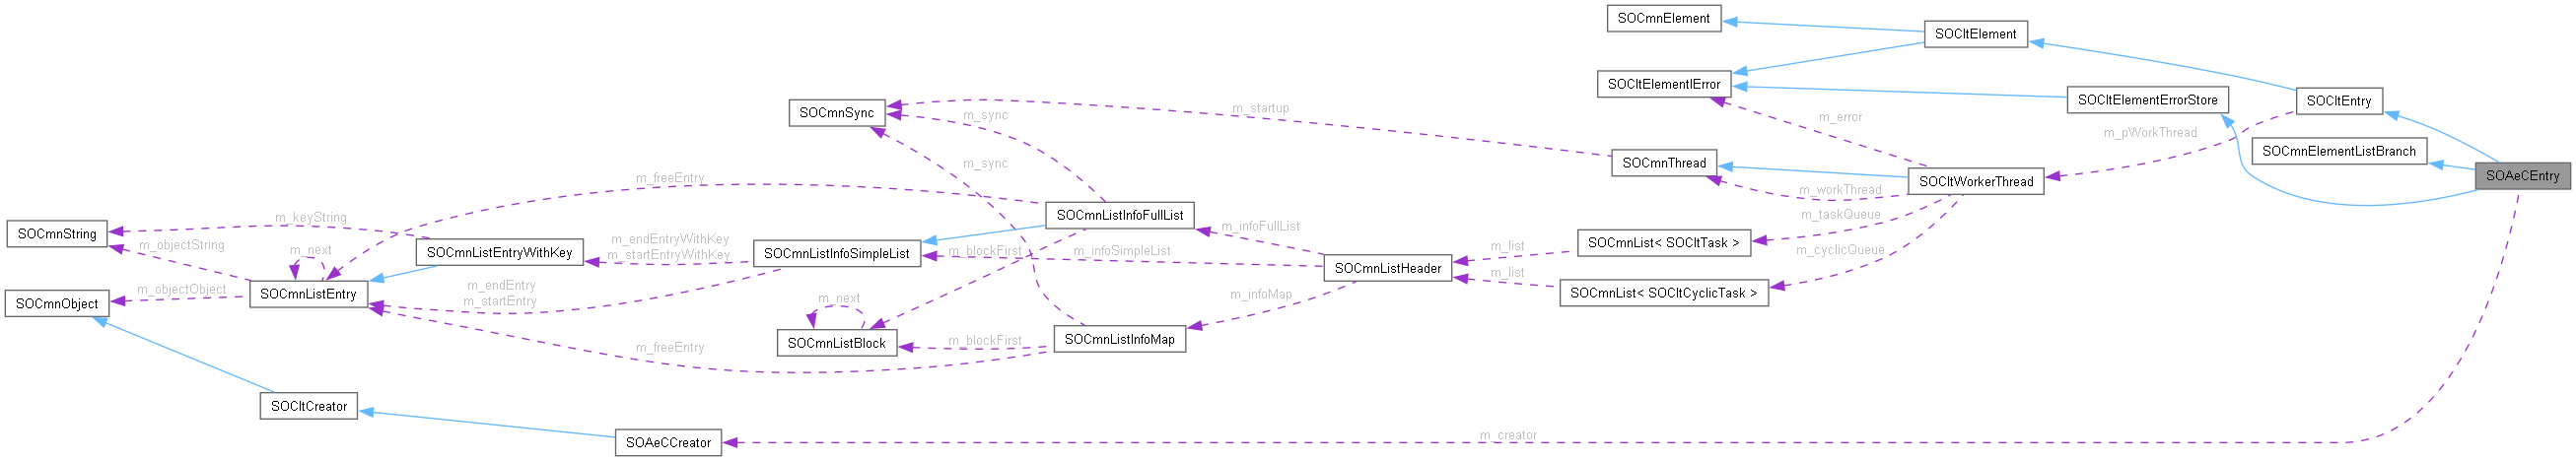 SOCmnElement
SOCltElement
SOCltElementIError
SOCltElementErrorStore
SOCltEntry
SOCmnSync
m_startup
m_sync
m_error
m_pWorkThread
SOCmnElementListBranch
SOCmnThread
m_sync
SOAeCEntry
m_freeEntry
SOCltWorkerThread
m_workThread
m_keyString
SOCmnListInfoFullList
m_taskQueue
SOCmnString
m_objectString
m_next
SOCmnListEntryWithKey
m_endEntryWithKey
m_startEntryWithKey
SOCmnListInfoSimpleList
m_blockFirst
m_infoSimpleList
m_infoFullList
m_list
SOCmnList< SOCltTask >
m_cyclicQueue
SOCmnListHeader
m_list
SOCmnObject
m_objectObject
SOCmnListEntry
m_endEntry
m_startEntry
m_next
m_infoMap
SOCmnList< SOCltCyclicTask >
SOCmnListBlock
m_blockFirst
SOCmnListInfoMap
m_freeEntry
SOCltCreator
SOAeCCreator
m_creator